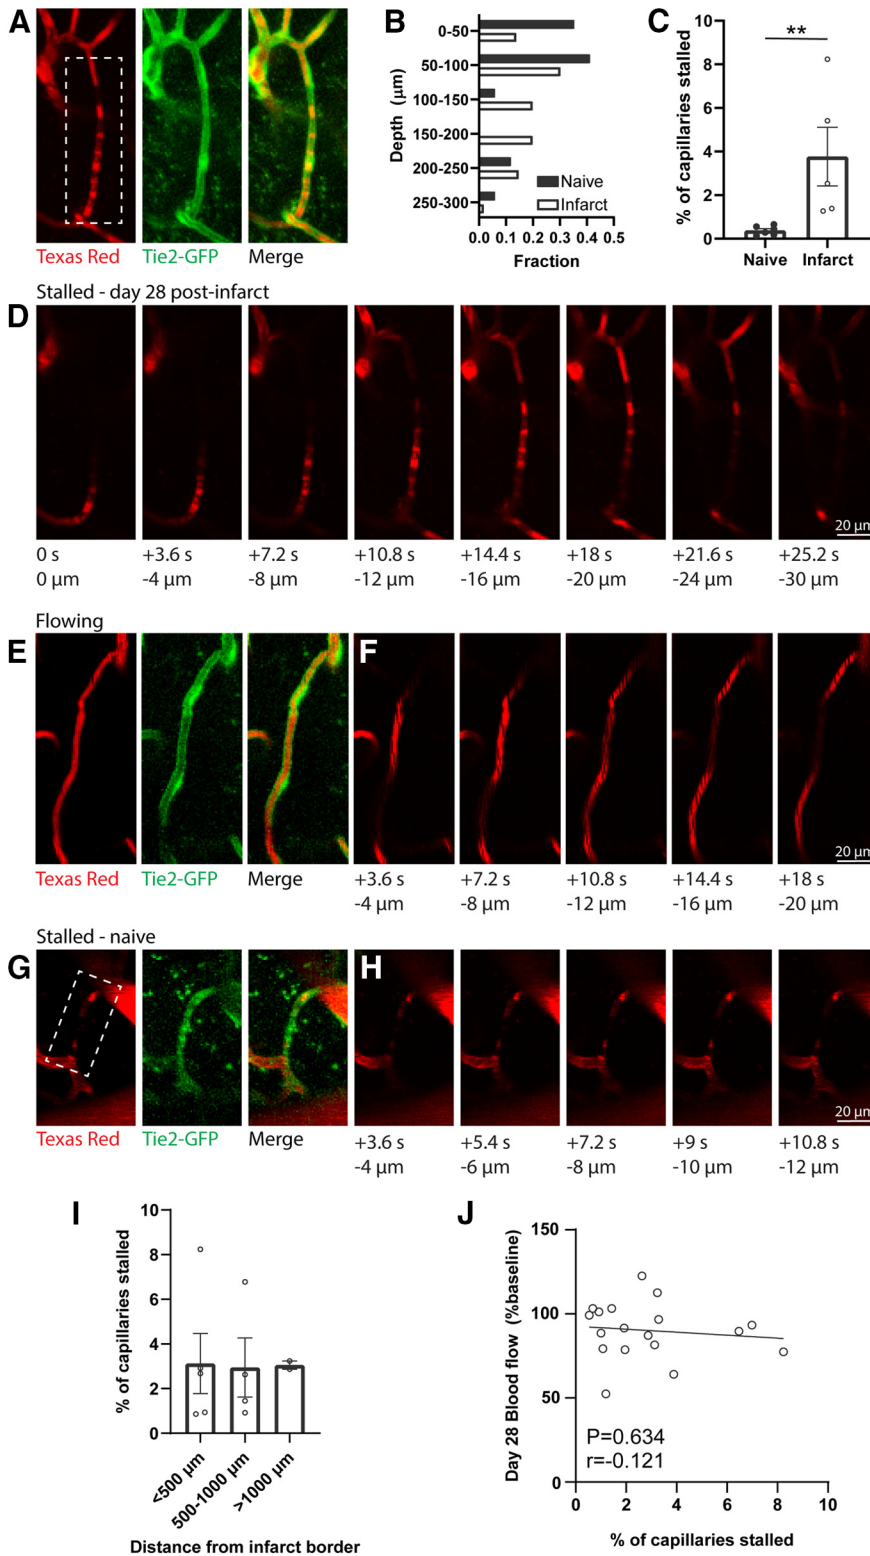 A
Texas Red
Tie2-GFP
Merge
B
Depth (μm)
0-50
50-100
100-150
150-200
200-250
250-300
Naive
Infarct
0.0 0.1 0.2 0.3 0.4 0.5
Fraction
C
% of capillaries stalled
10
8
6
4
2
0
**
Naive Infarct
Stalled - day 28 post-infarct
D
20 μm
0 s +3.6 s +7.2 s +10.8 s +14.4 s +18 s +21.6 s +25.2 s
0 μm -4 μm -8 μm -12 μm -16 μm -20 μm -24 μm -30 μm
Flowing
E
F
20 μm
Texas Red Tie2-GFP Merge +3.6 s +7.2 s +10.8 s +14.4 s +18 s
-4 μm -8 μm -12 μm -16 μm -20 μm
Stalled - naive
G
H
20 μm
Texas Red Tie2-GFP Merge +3.6 s +5.4 s +7.2 s +9 s +10.8 s
-4 μm -6 μm -8 μm -10 μm -12 μm
I
% of capillaries stalled
10
8
6
4
2
0
<500 μm
500-1000 μm
>1000 μm
Distance from infarct border
J
Day 28 Blood flow (%baseline)
150
100
50
0
P=0.634
r=-0.121
0 2 4 6 8 10
% of capillaries stalled